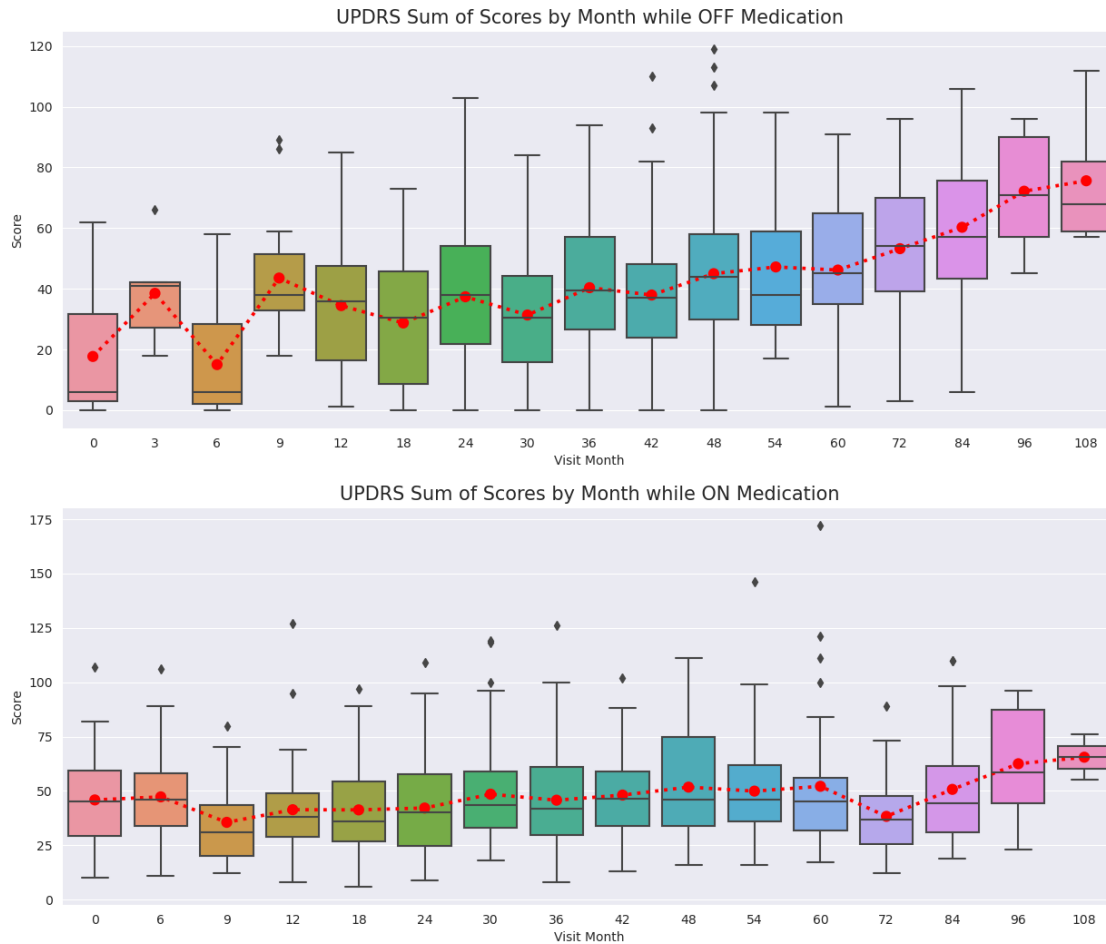 UPDRS Sum of Scores by Month while OFF Medication
120
100
80
60
40
20
0
Score
0 3 6 9 12 18 24 30 36 42 48 54 60 72 84 96 108
Visit Month
UPDRS Sum of Scores by Month while ON Medication
175
150
125
100
75
50
25
0
Score
0 6 9 12 18 24 30 36 42 48 54 60 72 84 96 108
Visit Month